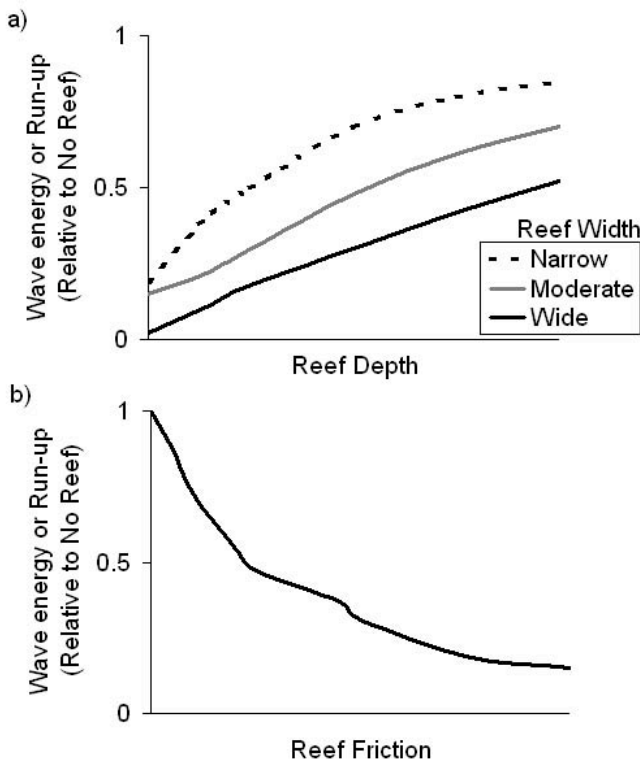 a)
Wave energy or Run-up
(Relative to No Reef)
1
0.5
0
Reef Depth
Reef Width
Narrow
Moderate
Wide
b)
Wave energy or Run-up
(Relative to No Reef)
1
0.5
0
Reef Friction